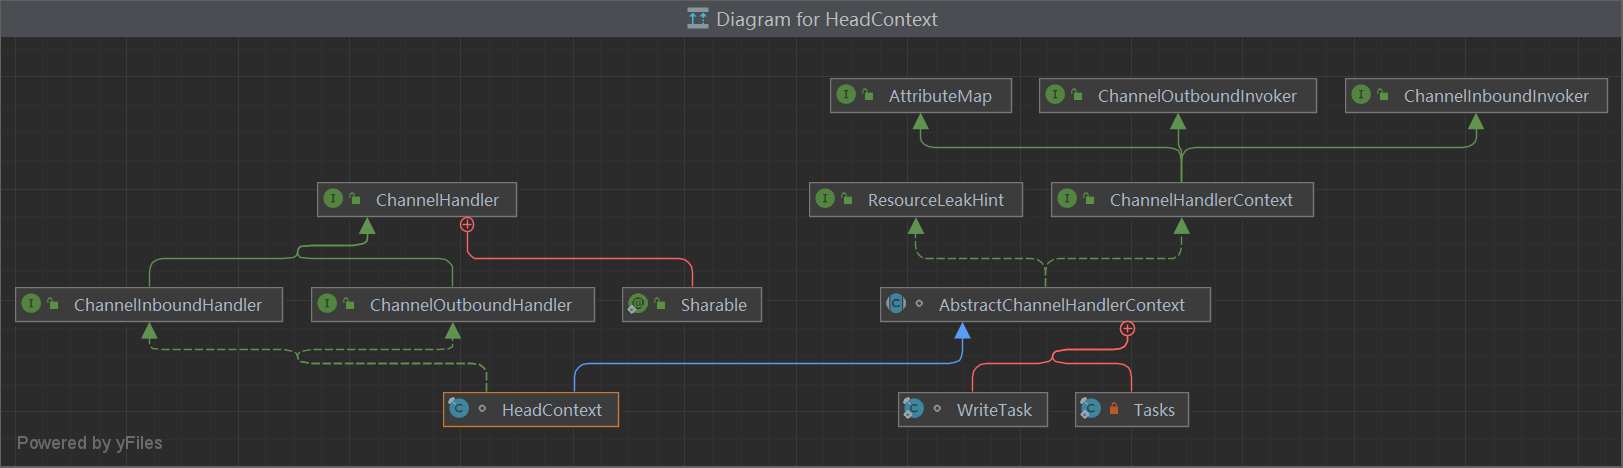 Diagram for HeadContext
AttributeMap
ChannelOutboundInvoker
ChannelInboundInvoker
ChannelHandler
ResourceLeakHint
ChannelHandlerContext
ChannelInboundHandler
ChannelOutboundHandler
Sharable
AbstractChannelHandlerContext
HeadContext
WriteTask
Tasks
Powered by yFiles